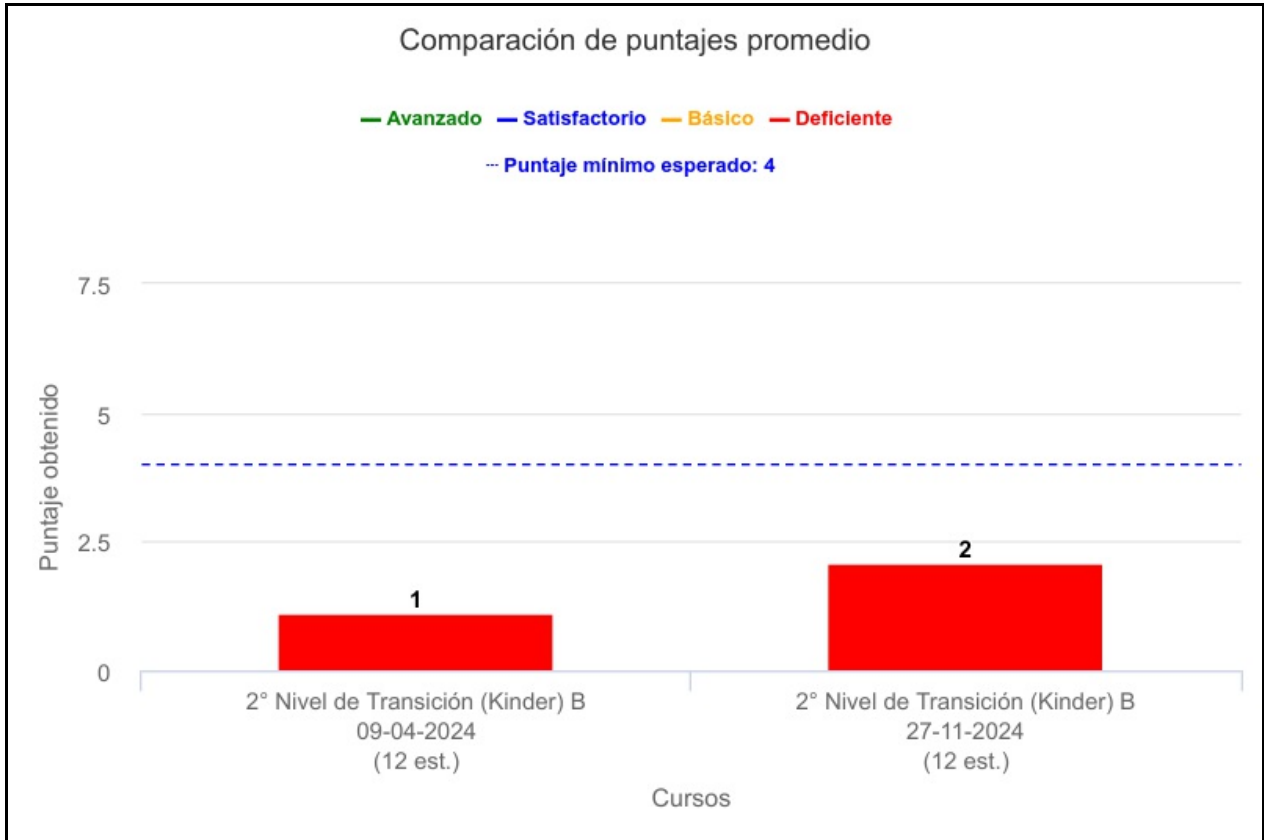 Comparación de puntajes promedio
Avanzado Satisfactorio Básico Deficiente
Puntaje mínimo esperado: 4
7.5
5
2.5
0
Puntaje obtenido
1
2
2° Nivel de Transición (Kinder) B
09-04-2024
(12 est.)
2° Nivel de Transición (Kinder) B
27-11-2024
(12 est.)
Cursos